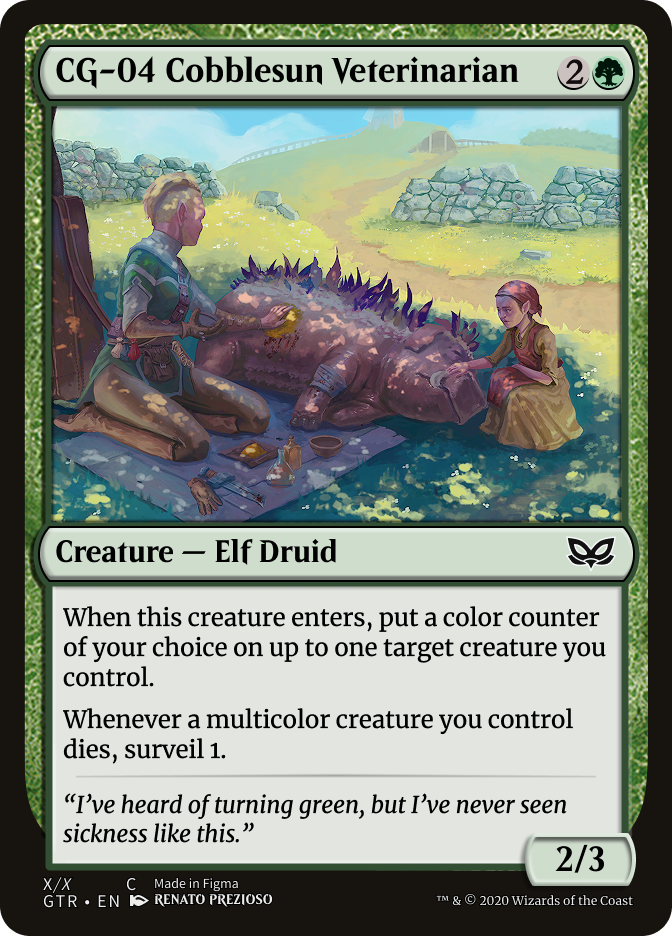 CG-04 Cobblesun Veterinarian 2
Creature — Elf Druid
When this creature enters, put a color counter
of your choice on up to one target creature you
control.
Whenever a multicolor creature you control
dies, surveil 1.
“I’ve heard of turning green, but I’ve never seen
sickness like this.”
2/3
X/X C Made in Figma
GTR • EN RENATO PREZIOSO ™ & © 2020 Wizards of the Coast